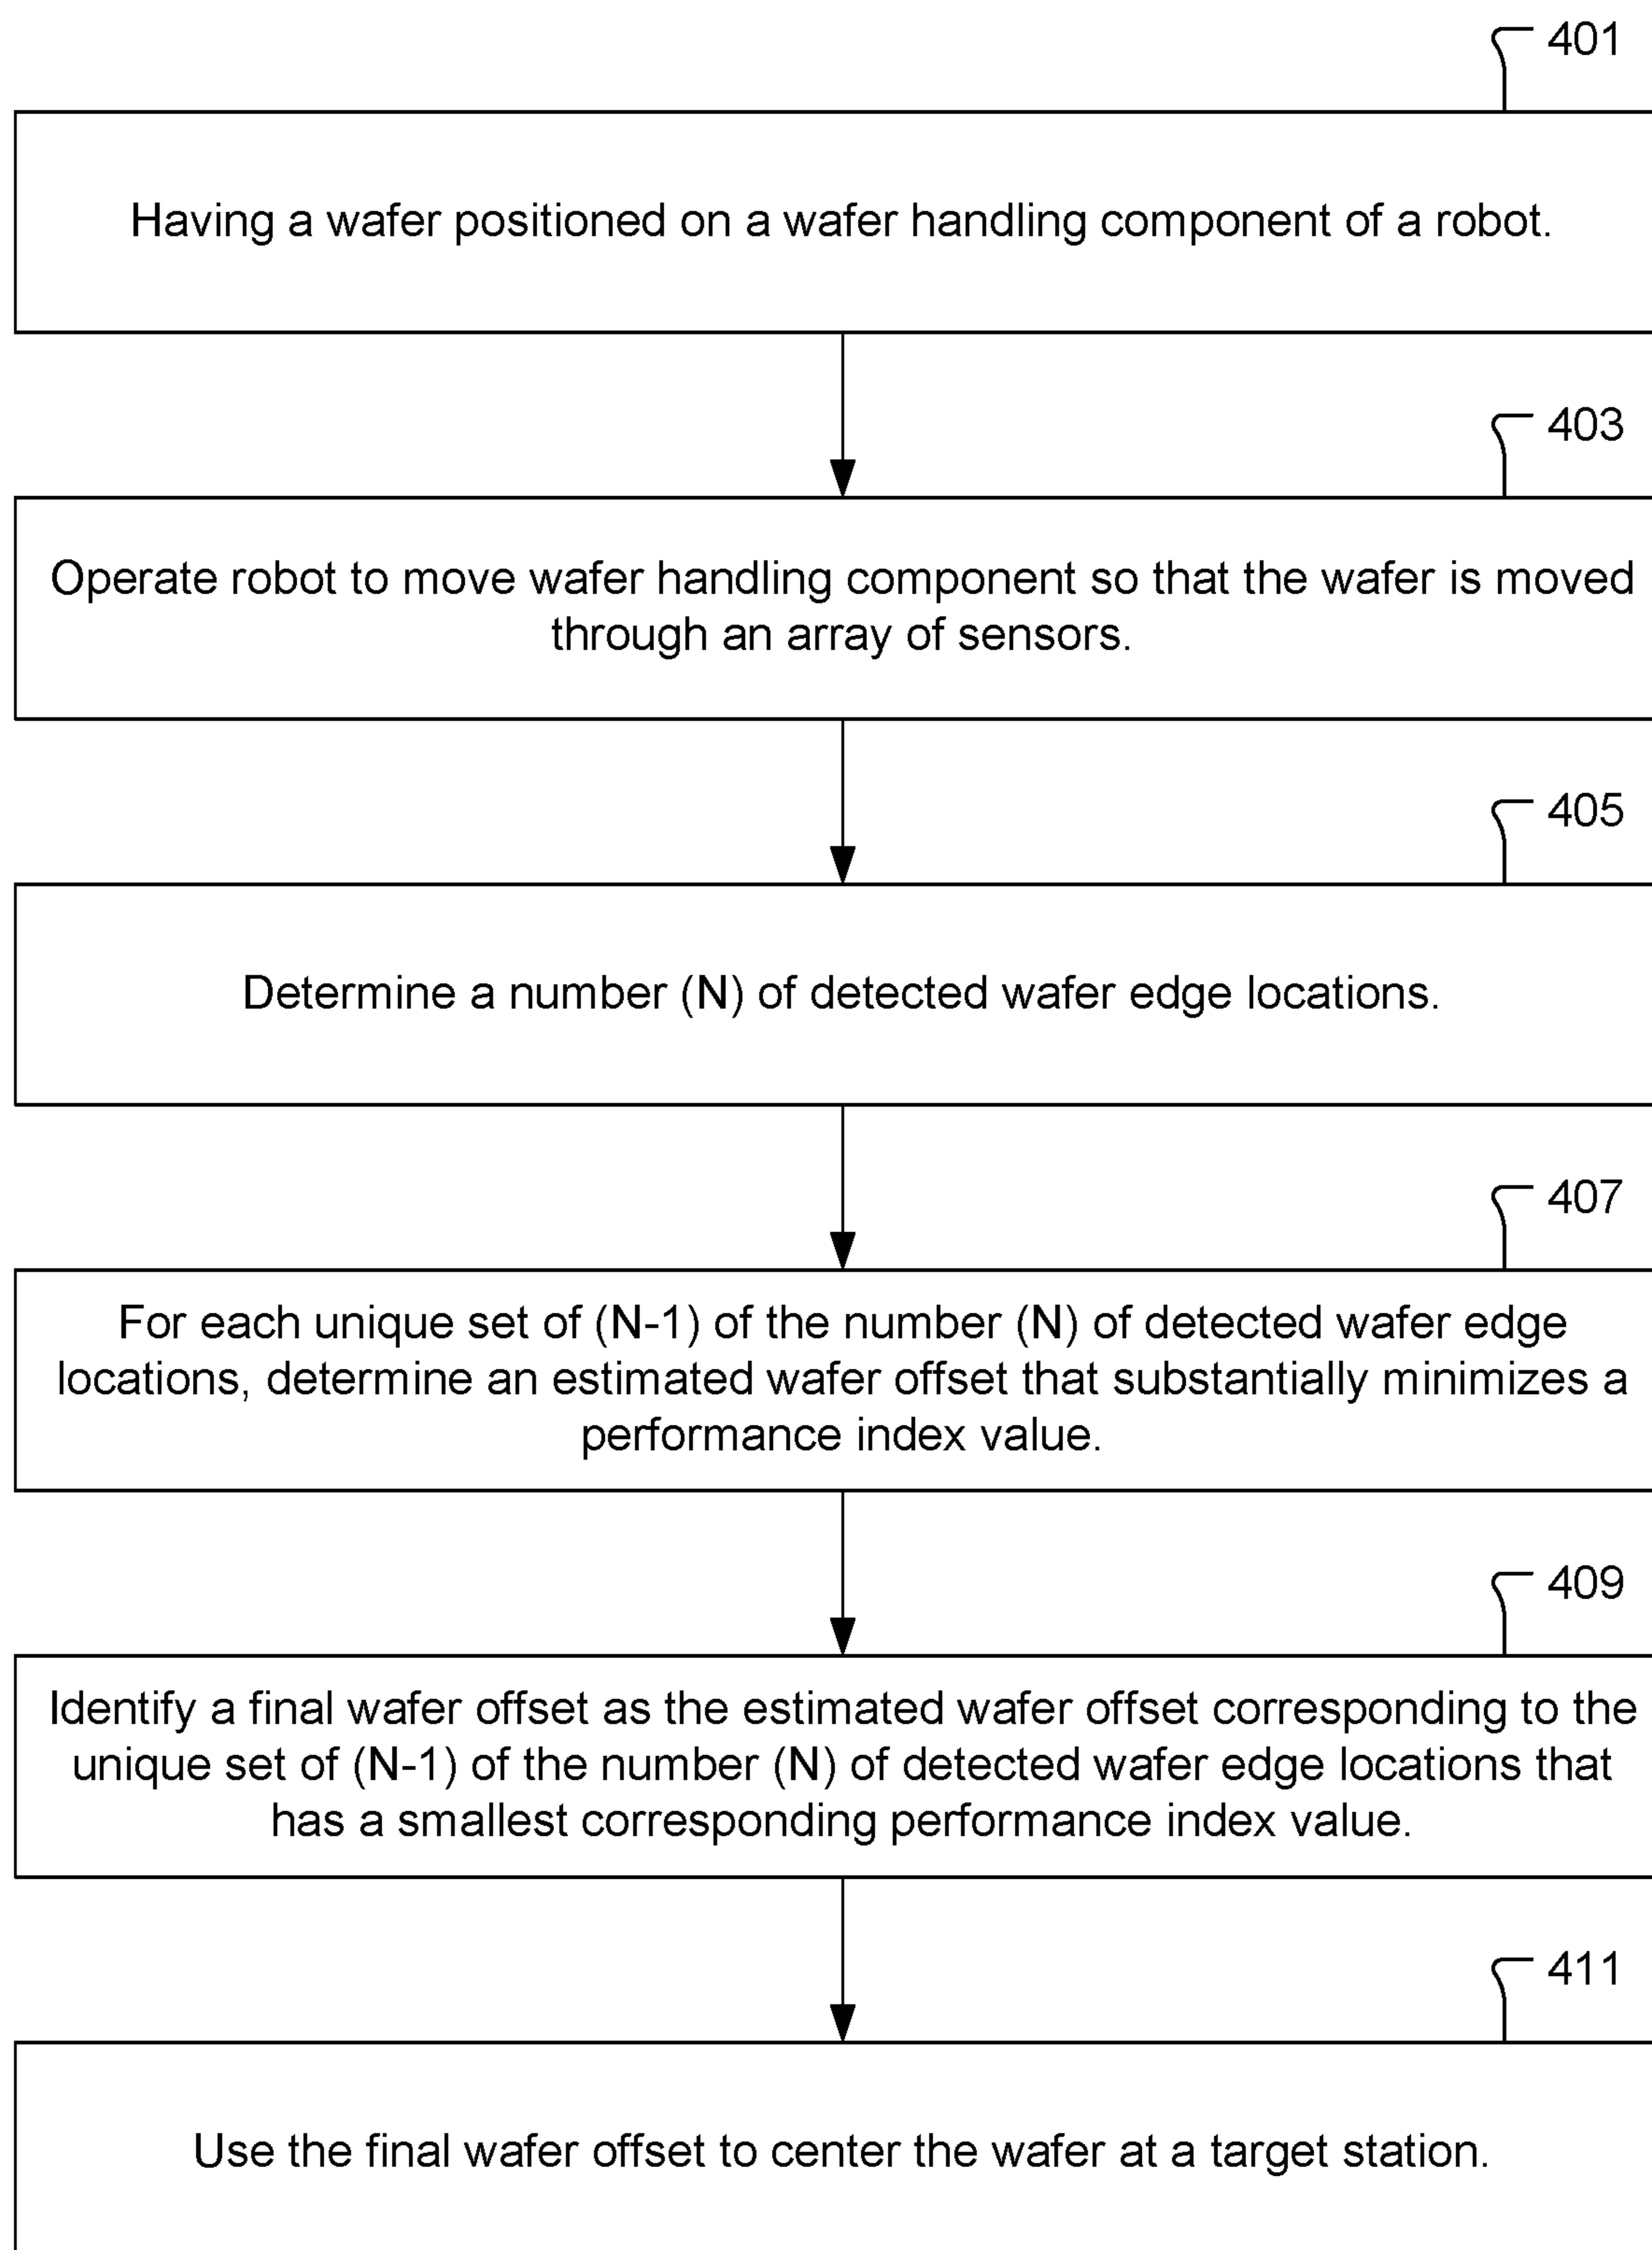 401
Having a wafer positioned on a wafer handling component of a robot.
403
Operate robot to move wafer handling component so that the wafer is moved
through an array of sensors.
405
Determine a number (N) of detected wafer edge locations.
407
For each unique set of (N-1) of the number (N) of detected wafer edge
locations, determine an estimated wafer offset that substantially minimizes a
performance index value.
409
Identify a final wafer offset as the estimated wafer offset corresponding to the
unique set of (N-1) of the number (N) of detected wafer edge locations that
has a smallest corresponding performance index value.
411
Use the final wafer offset to center the wafer at a target station.